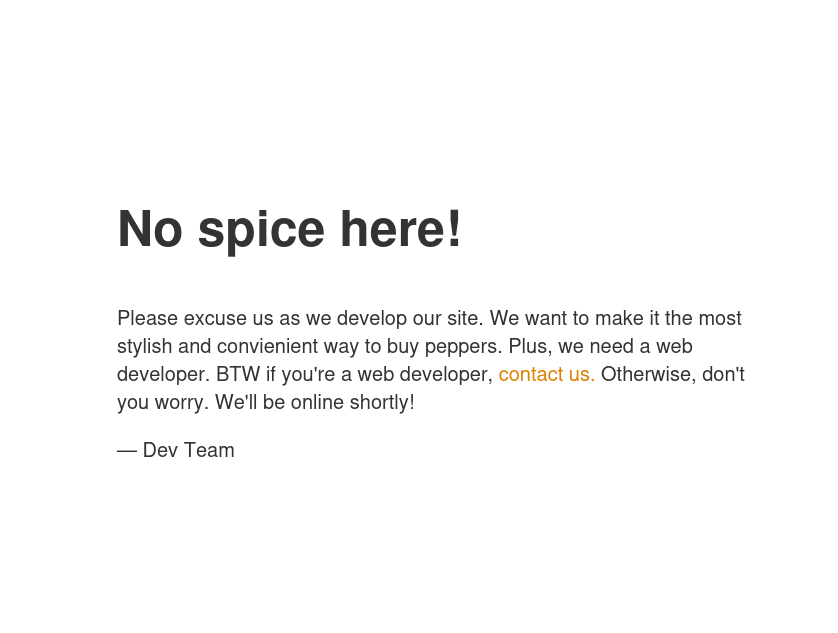 No spice here!
Please excuse us as we develop our site. We want to make it the most
stylish and convienient way to buy peppers. Plus, we need a web
developer. BTW if you're a web developer, contact us. Otherwise, don't
you worry. We'll be online shortly!
— Dev Team